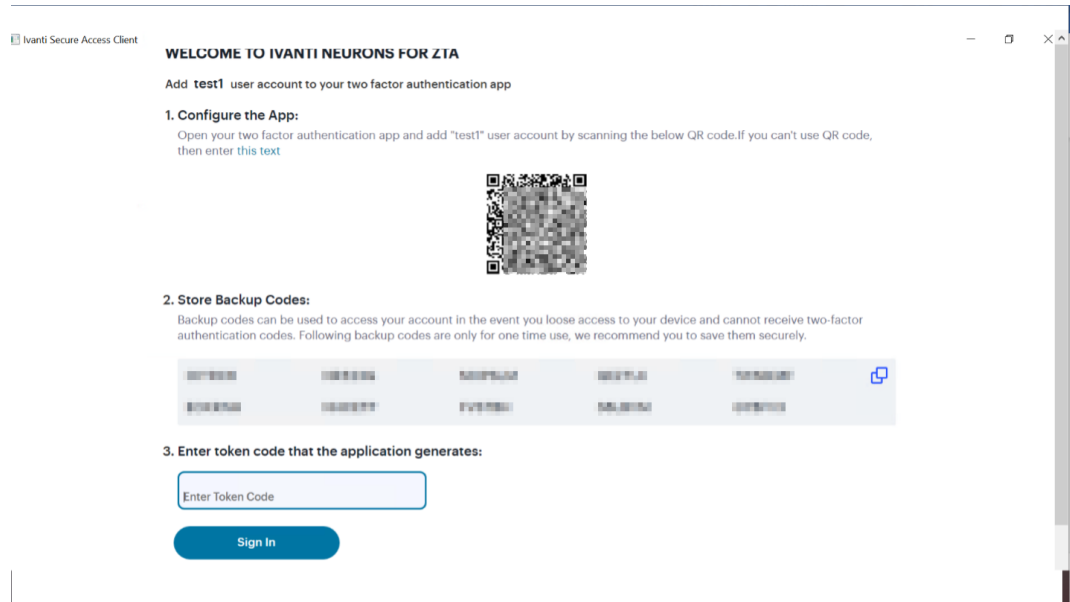 Ivanti Secure Access Client
WELCOME TO IVANTI NEURONS FOR ZTA
Add test1 user account to your two factor authentication app
1. Configure the App:
Open your two factor authentication app and add "test1" user account by scanning the below QR code.If you can't use QR code,
then enter this text
2. Store Backup Codes:
Backup codes can be used to access your account in the event you loose access to your device and cannot receive two-factor
authentication codes. Following backup codes are only for one time use, we recommend you to save them securely.
3. Enter token code that the application generates:
Enter Token Code
Sign In